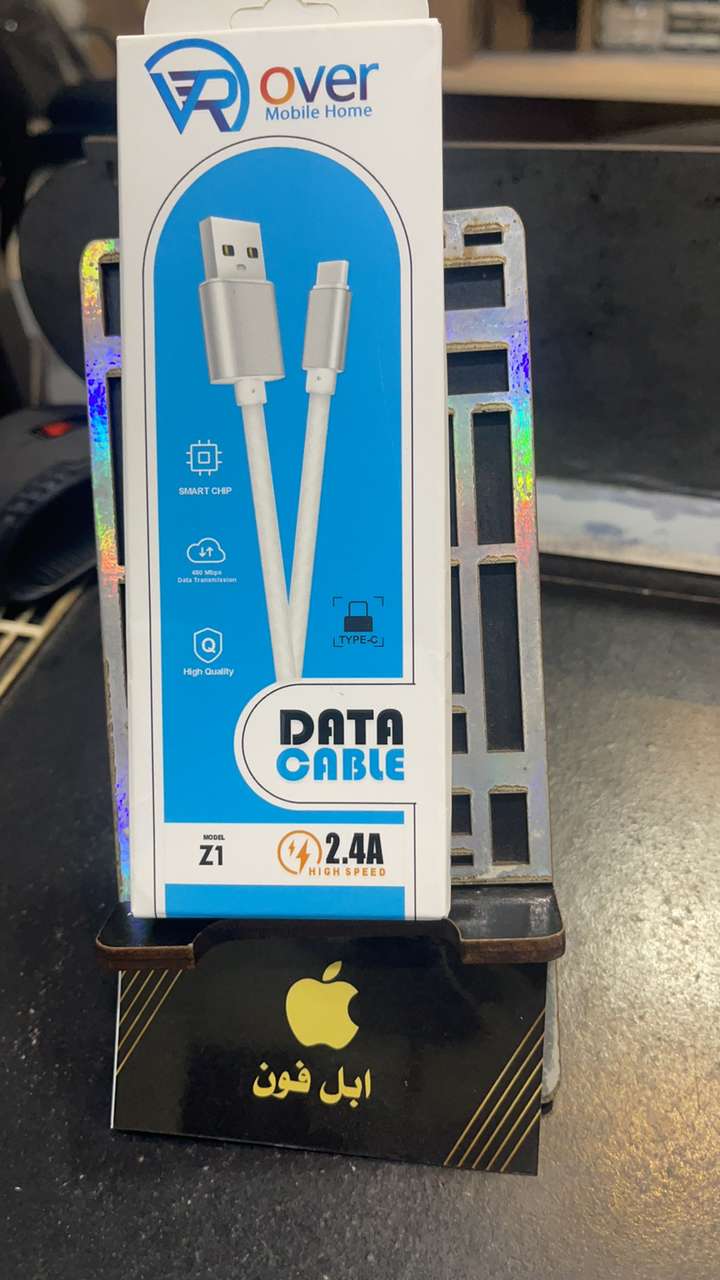 VR over
Mobile Home
SMART CHIP
480 Mbps
Data Transmission
Q
High Quality
TYPE-C
DATA
CABLE
MODEL
Z1
2.4A
HIGH SPEED
ابل فون